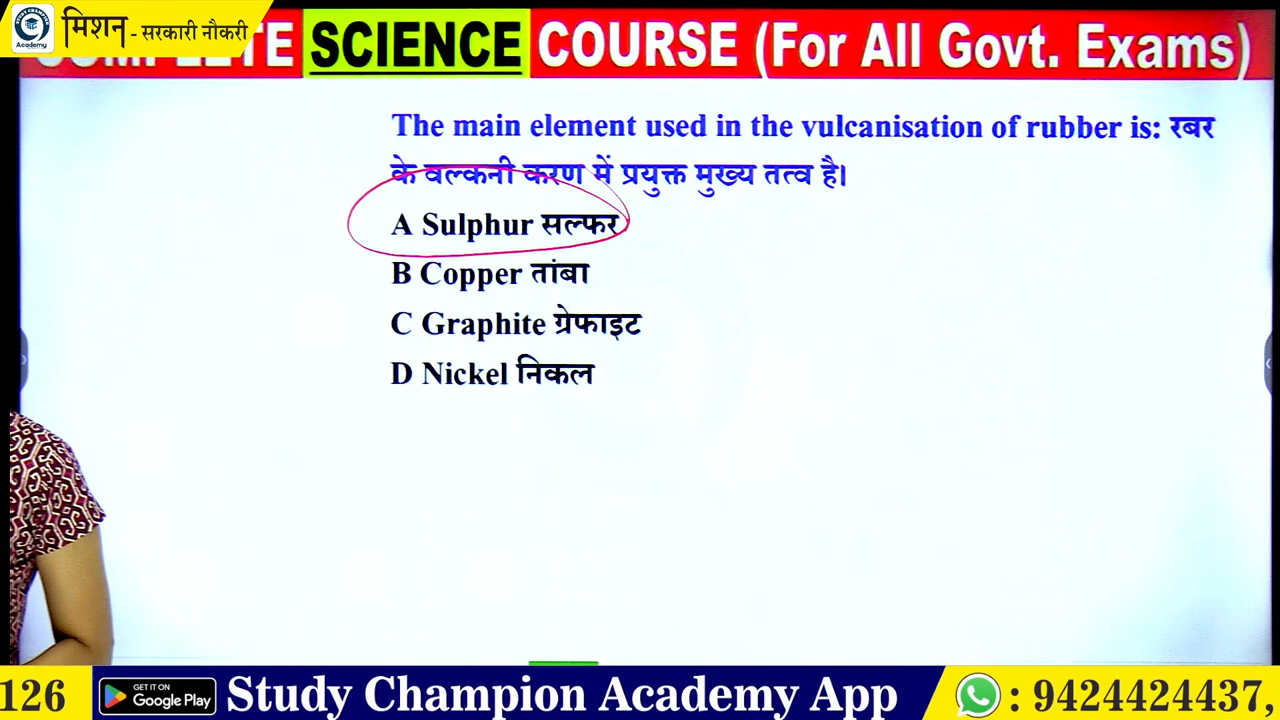 मिशन - सरकारी नौकरी
SCIENCE COURSE (For All Govt. Exams)
The main element used in the vulcanisation of rubber is: रबर
के वल्कनी करण में प्रयुक्त मुख्य तत्व है।
A Sulphur सल्फर
B Copper तांबा
C Graphite ग्रेफाइट
D Nickel निकल
126 GET IT ON Google Play Study Champion Academy App : 9424424437,